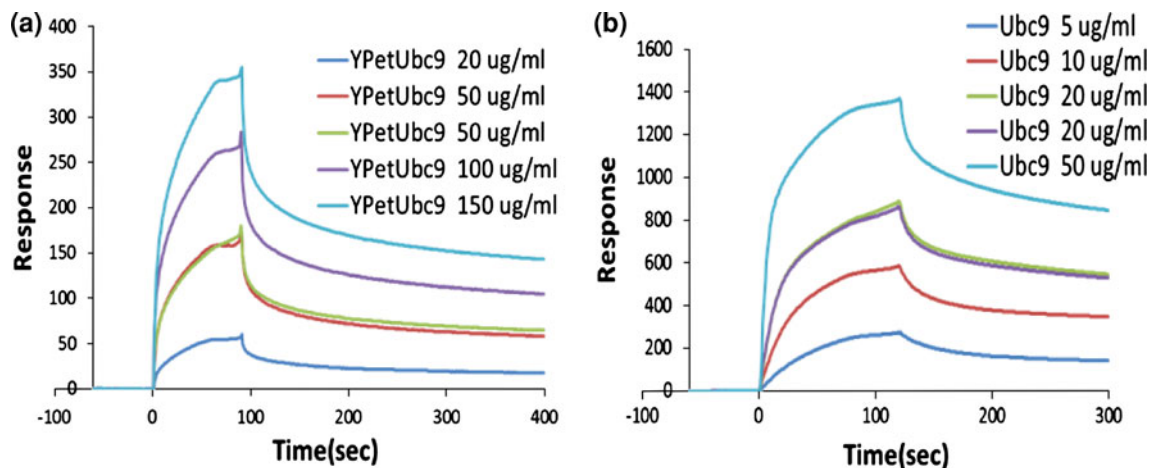 (a)
400
350
300
250
200
150
100
50
0
-100
0
100
200
300
400
Response
Time(sec)
YPetUbc9 20 ug/ml
YPetUbc9 50 ug/ml
YPetUbc9 50 ug/ml
YPetUbc9 100 ug/ml
YPetUbc9 150 ug/ml
(b)
1600
1400
1200
1000
800
600
400
200
0
-100
0
100
200
300
Response
Time(sec)
Ubc9 5 ug/ml
Ubc9 10 ug/ml
Ubc9 20 ug/ml
Ubc9 20 ug/ml
Ubc9 50 ug/ml